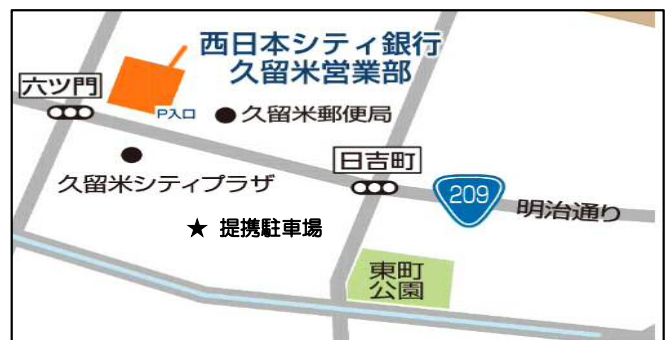 西日本シティ銀行
久留米営業部
六ツ門
P入口
久留米郵便局
日吉町
久留米シティプラザ
209
明治通り
★ 提携駐車場
東町
公園